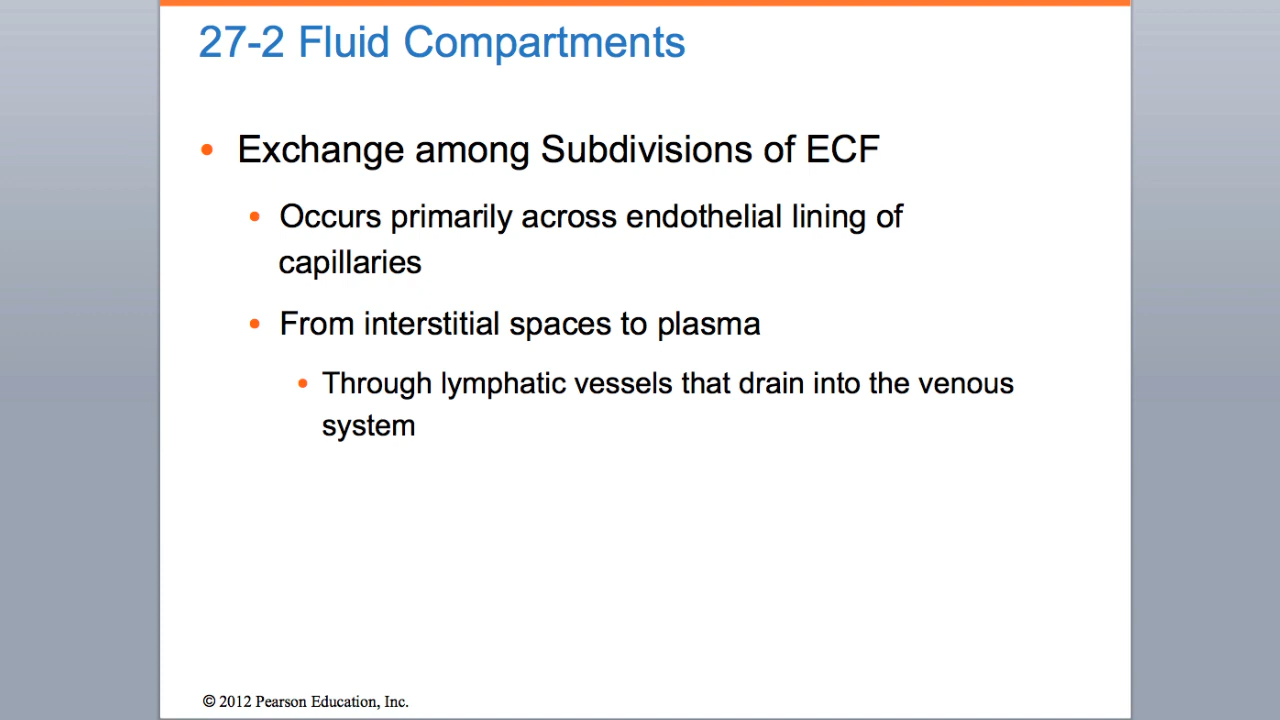 27-2 Fluid Compartments
• Exchange among Subdivisions of ECF
• Occurs primarily across endothelial lining of
capillaries
• From interstitial spaces to plasma
• Through lymphatic vessels that drain into the venous
system
© 2012 Pearson Education, Inc.